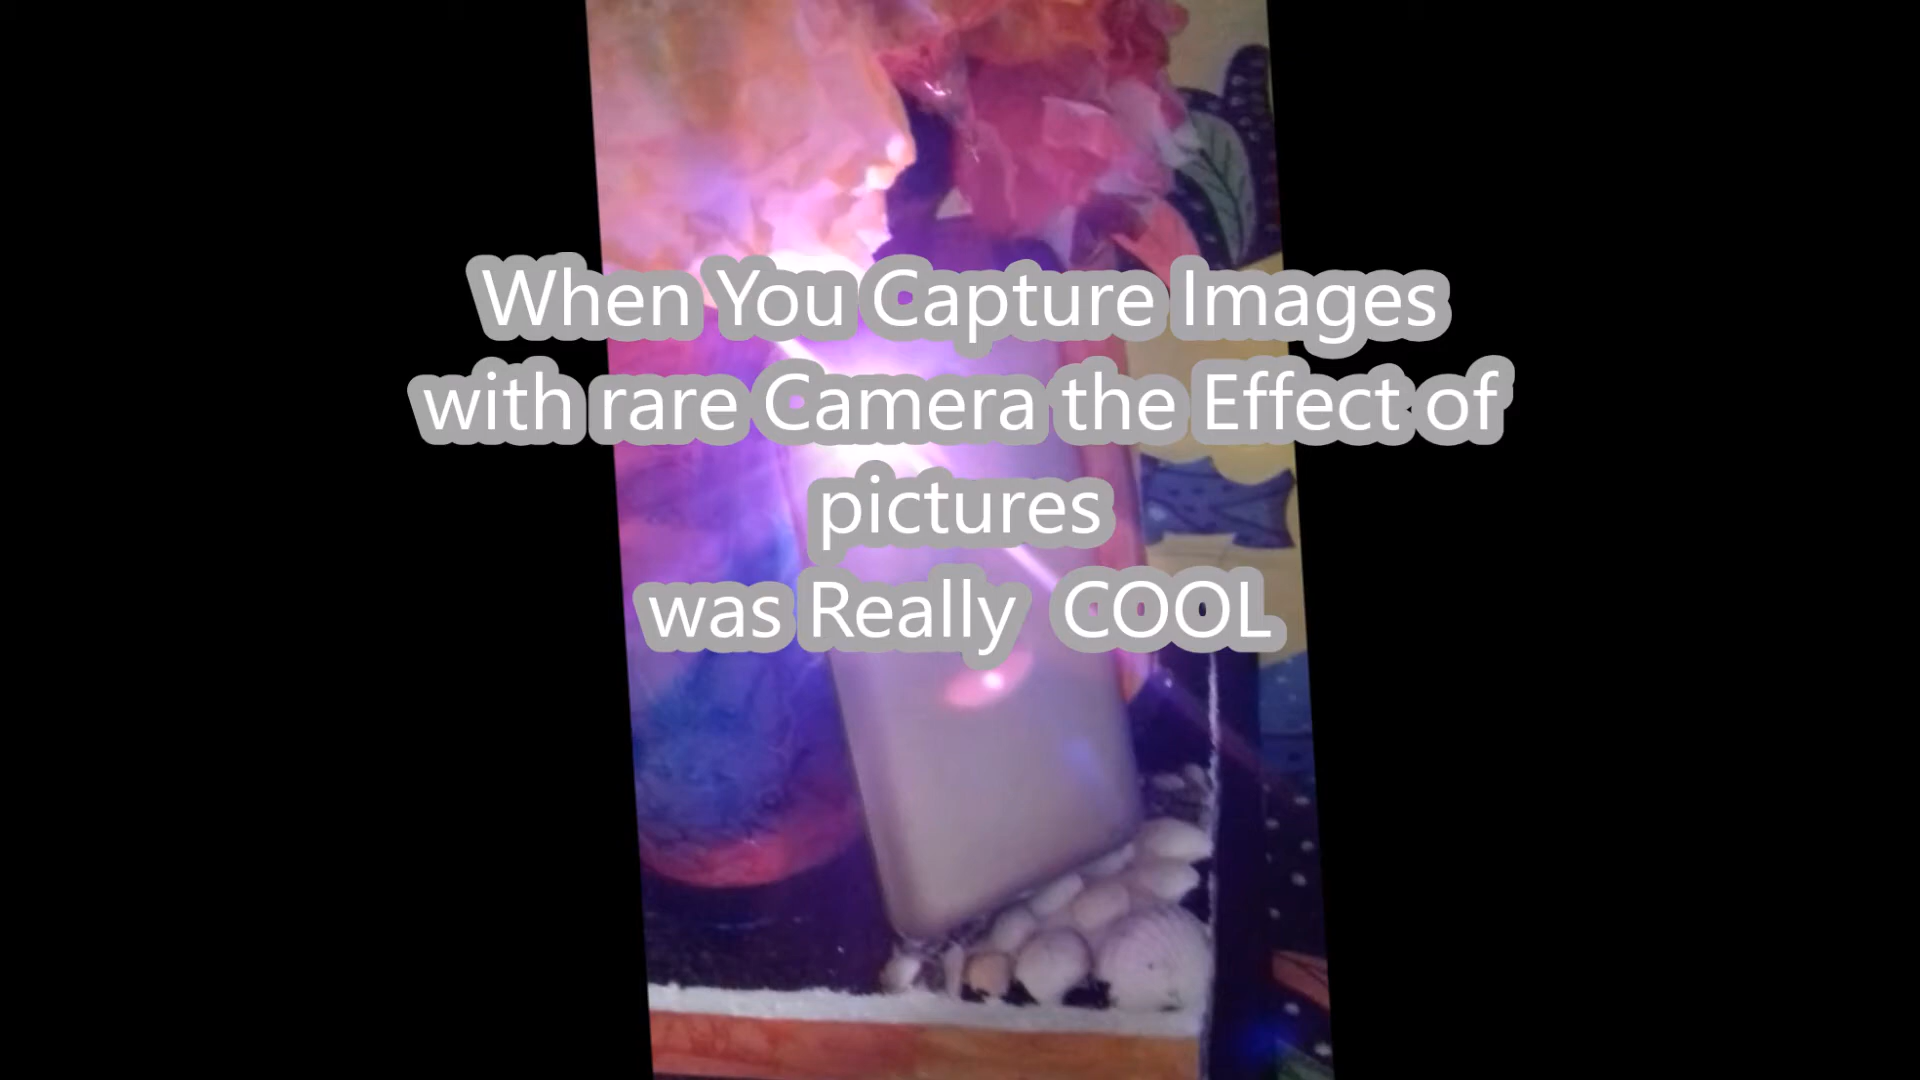 When You Capture Images
with rare Camera the Effect of
pictures
was Really  COOL